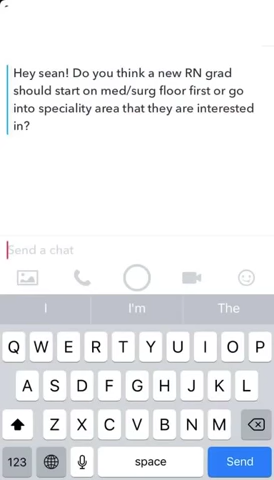 Hey sean! Do you think a new RN grad
should start on med/surg floor first or go
into speciality area that they are interested
in?
Send a chat
I I'm The
Q W E R T Y U I O P
A S D F G H J K L
Z X C V B N M
123 space Send